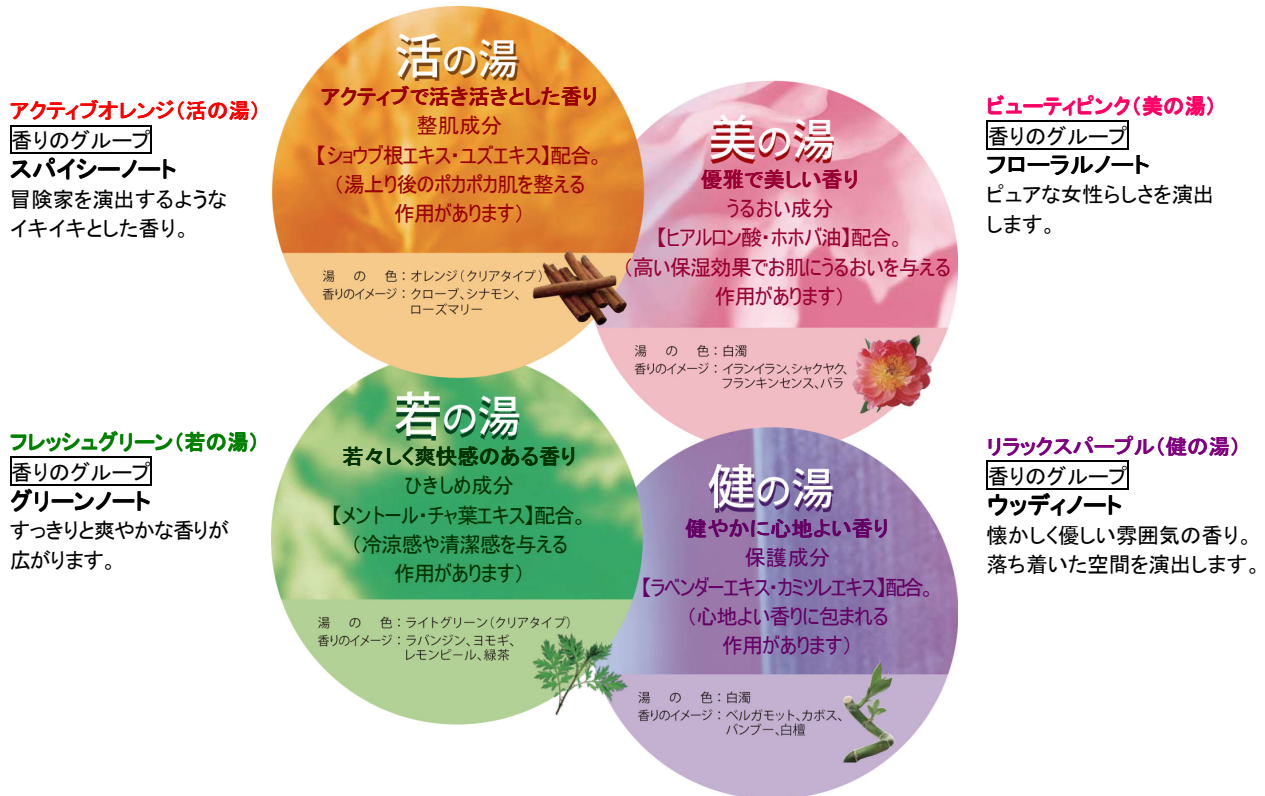 アクティブオレンジ（活の湯）
香りのグループ
スパイシーノート
冒険家を演出するような
イキイキとした香り。
活の湯
アクティブで活き活きとした香り
整肌成分
【ショウブ根エキス・ユズエキス】配合。
（湯上り後のポカポカ肌を整える
作用があります）
湯　の　色：オレンジ（クリアタイプ）
香りのイメージ：クローブ、シナモン、
ローズマリー
美の湯
優雅で美しい香り
うるおい成分
【ヒアルロン酸・ホホバ油】配合。
（高い保湿効果でお肌にうるおいを与える
作用があります）
湯　の　色：白濁
香りのイメージ：イランイラン、シャクヤク、
フランキンセンス、バラ
ビューティピンク（美の湯）
香りのグループ
フローラルノート
ピュアな女性らしさを演出
します。
フレッシュグリーン（若の湯）
香りのグループ
グリーンノート
すっきりと爽やかな香りが
広がります。
若の湯
若々しく爽快感のある香り
ひきしめ成分
【メントール・チャ葉エキス】配合。
（冷涼感や清潔感を与える
作用があります）
湯　の　色：ライトグリーン（クリアタイプ）
香りのイメージ：ラバンジン、ヨモギ、
レモンピール、緑茶
健の湯
健やかに心地よい香り
保護成分
【ラベンダーエキス・カミツレエキス】配合。
（心地よい香りに包まれる
作用があります）
湯　の　色：白濁
香りのイメージ：ベルガモット、カボス、
バンブー、白檀
リラックスパープル（健の湯）
香りのグループ
ウッディノート
懐かしく優しい雰囲気の香り。
落ち着いた空間を演出します。